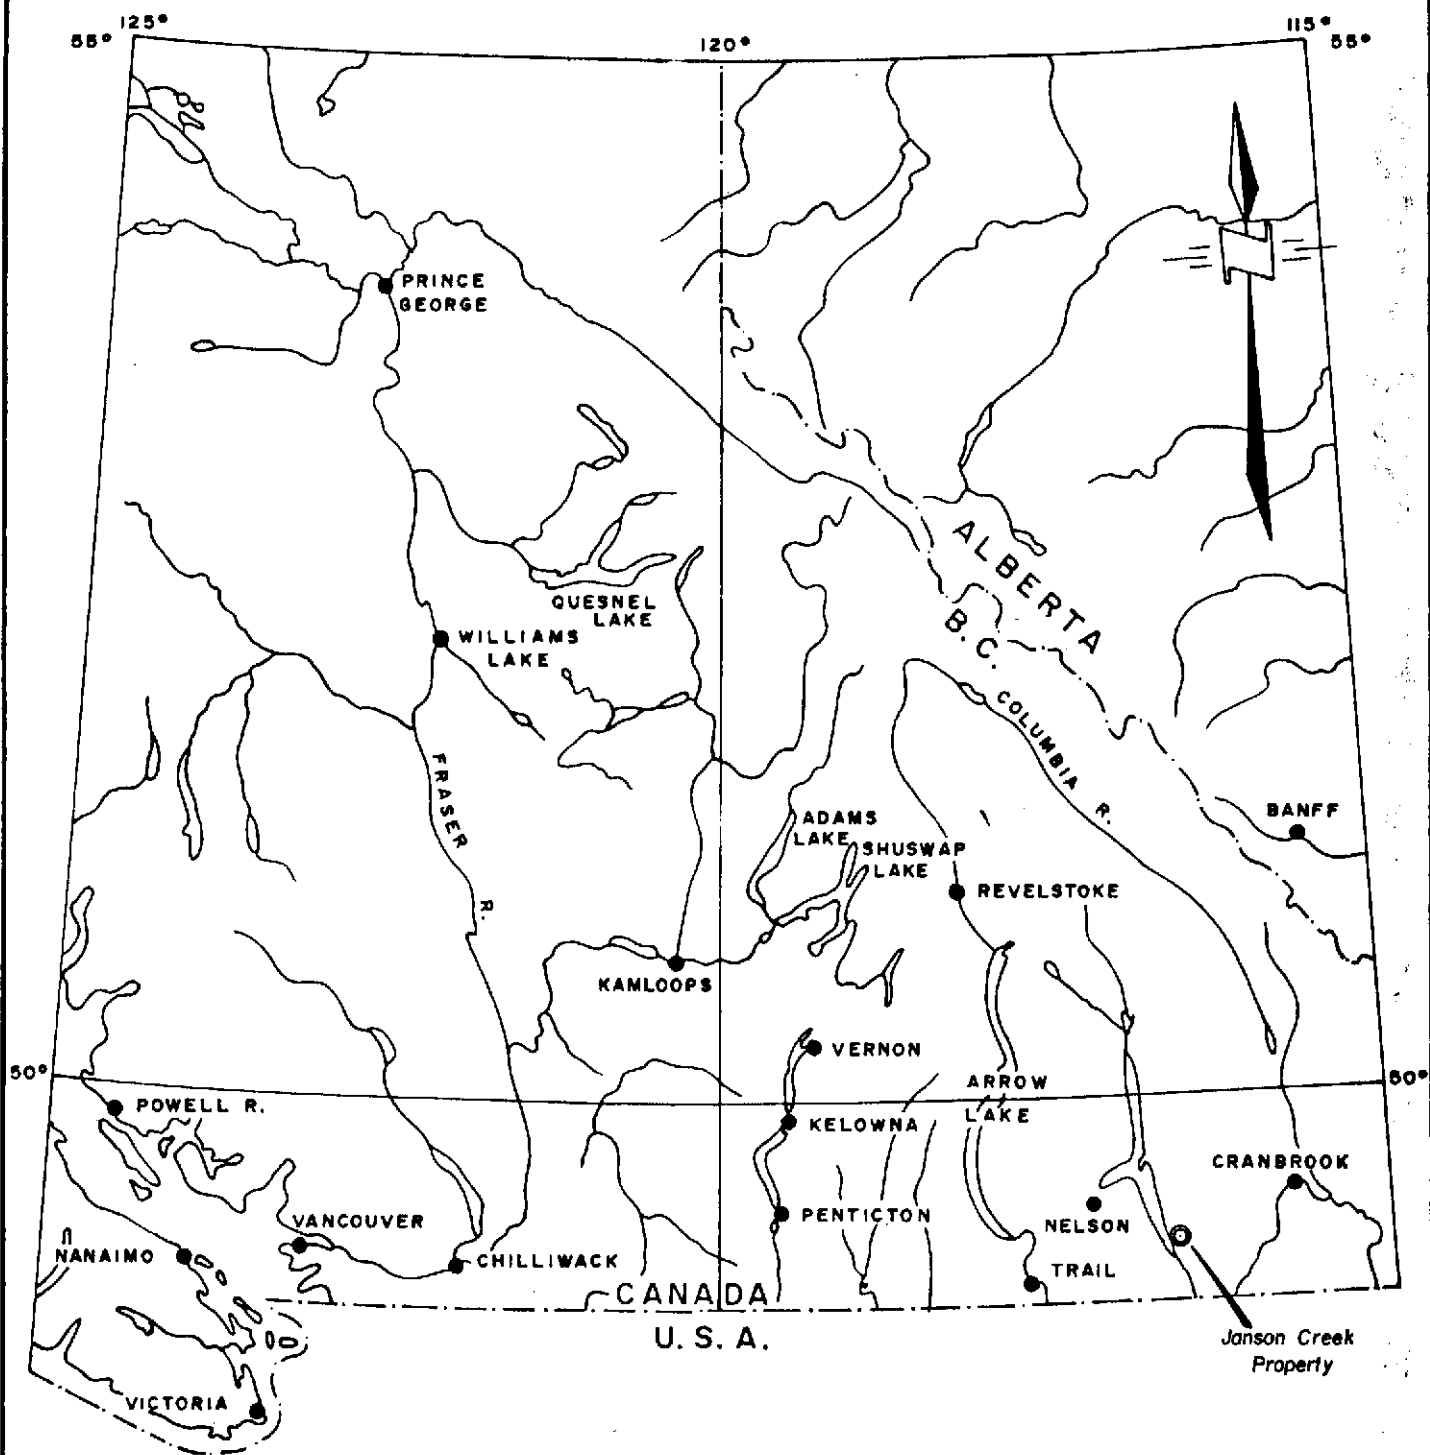 125°
55°
120°
115°
55°
PRINCE
GEORGE
ALBERTA
B.C.
QUESNEL
LAKE
WILLIAMS
LAKE
COLUMBIA R.
FRASER R.
BANFF
ADAMS
LAKE
SHUSWAP
LAKE
REVELSTOKE
KAMLOOPS
VERNON
50°
50°
ARROW
LAKE
POWELL R.
KELOWNA
CRANBROOK
VANCOUVER
PENTICTON
NELSON
NANAIMO
CHILLIWACK
TRAIL
CANADA
U.S.A.
Janson Creek
Property
VICTORIA